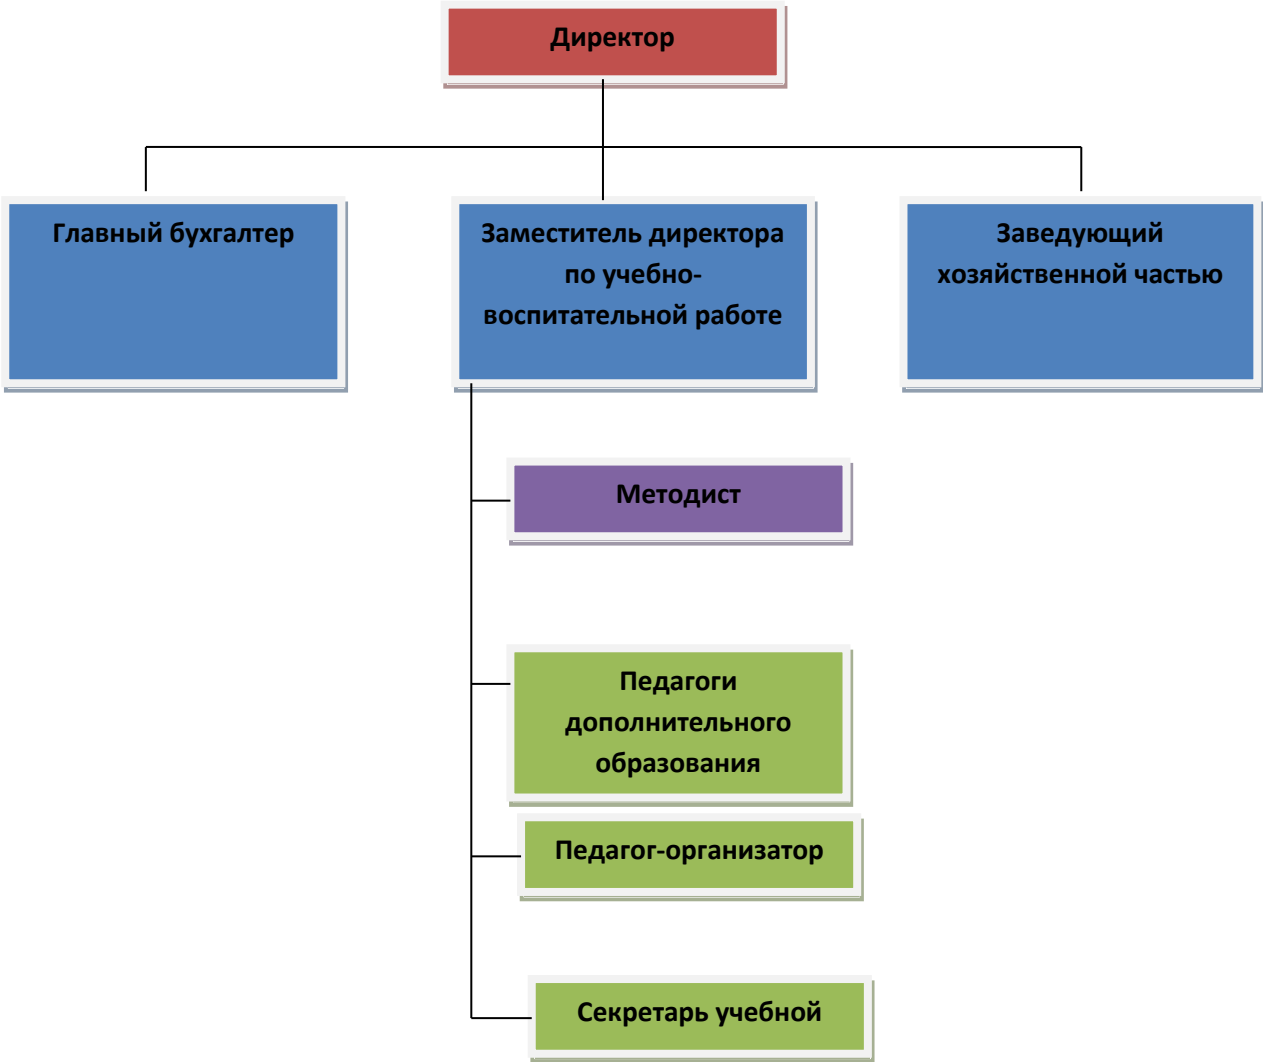 Директор
Главный бухгалтер
Заместитель директора
по учебно-
воспитательной работе
Заведующий
хозяйственной частью
Методист
Педагоги
дополнительного
образования
Педагог-организатор
Секретарь учебной